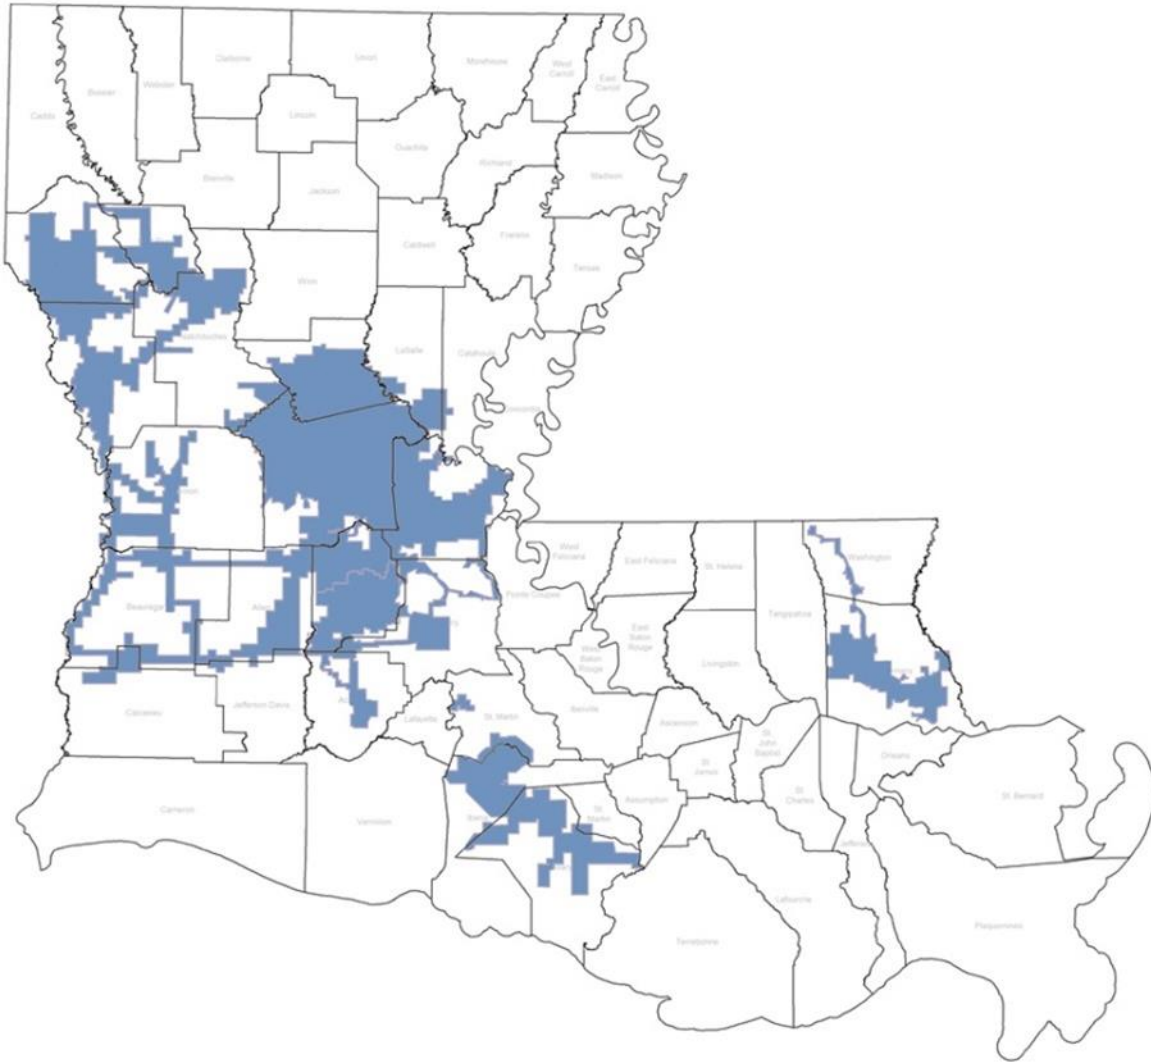 Caddo
Bossier
Webster
Claiborne
Union
Morehouse
West
Carroll
East
Carroll
Lincoln
Ouachita
Richland
Madison
Bienville
Jackson
Caldwell
Franklin
Tensas
Winn
LaSalle
Catahoula
Beauregard
Allen
Calcasieu
Jefferson Davis
Lafayette
St. Martin
Iberville
Pointe Coupee
West
Feliciana
East Feliciana
St. Helena
Tangipahoa
Washington
West
Baton
Rouge
East
Baton
Rouge
Livingston
Ascension
St.
James
St.
John
Baptist
St.
Charles
Orleans
St. Bernard
Jefferson
Plaquemines
Lafourche
Terrebonne
Assumption
St.
Martin
Cameron
Vermilion